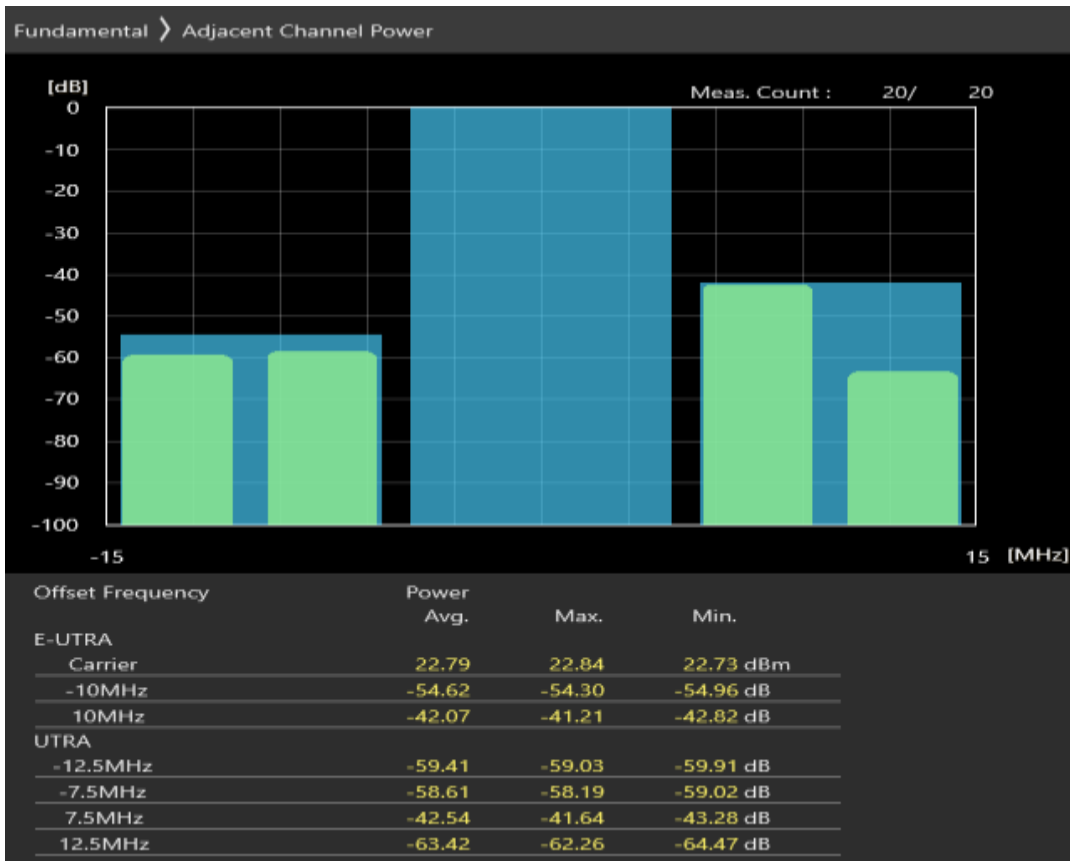 Fundamental ❯ Adjacent Channel Power
[dB]
Meas. Count : 20/ 20
0
-10
-20
-30
-40
-50
-60
-70
-80
-90
-100
-15 15 [MHz]
Offset Frequency Power
Avg. Max. Min.
E-UTRA
Carrier 22.79 22.84 22.73 dBm
-10MHz -54.62 -54.30 -54.96 dB
10MHz -42.07 -41.21 -42.82 dB
UTRA
-12.5MHz -59.41 -59.03 -59.91 dB
-7.5MHz -58.61 -58.19 -59.02 dB
7.5MHz -42.54 -41.64 -43.28 dB
12.5MHz -63.42 -62.26 -64.47 dB